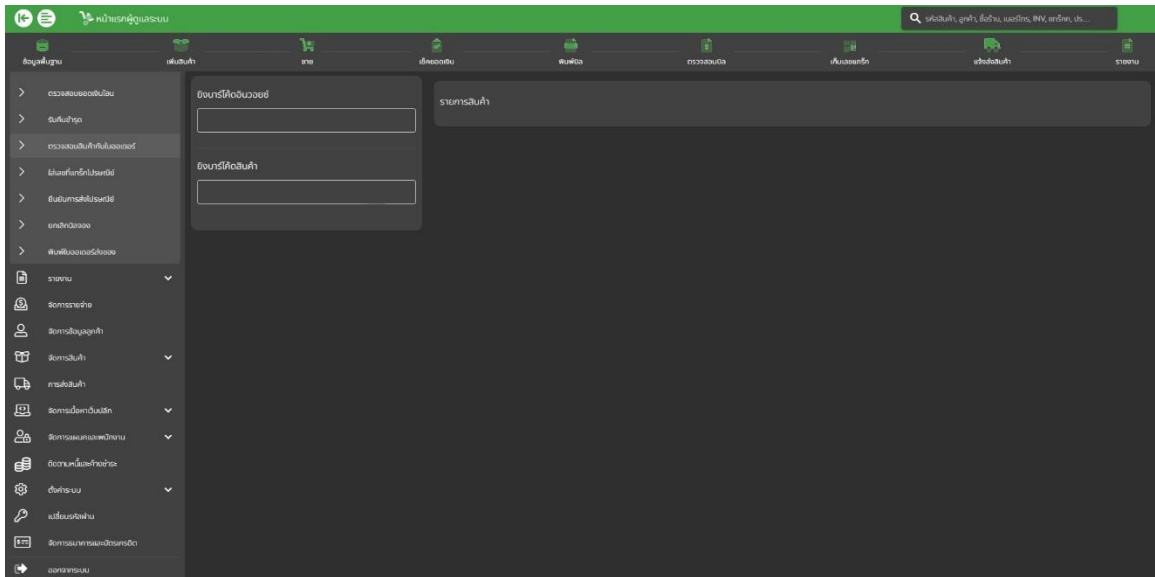 หน้าแรกผู้ดูแลระบบ
รหัสสินค้า, ลูกค้า, ชื่อร้าน, เบอร์โทร, INV, แทร็คก, ปร...
ข้อมูลพื้นฐาน
เพิ่มสินค้า
ขาย
เช็คยอดเงิน
พิมพ์บิล
ตรวจสอบบิล
เก็บเลขแทร็ก
แจ้งส่งสินค้า
รายงาน
ตรวจสอบยอดเงินโอน
รับคืนชำรุด
ตรวจสอบสินค้ากับใบออเดอร์
ใส่เลขที่แทร็กไปรษณีย์
ยืนยันการส่งไปรษณีย์
ยกเลิกบิลจอง
พิมพ์ใบออเดอร์ส่งของ
รายงาน
จัดการรายจ่าย
จัดการข้อมูลลูกค้า
จัดการสินค้า
การส่งสินค้า
จัดการเนื้อหาเว็บปลีก
จัดการแผนกและพนักงาน
ติดตามหนี้และค้างชำระ
ตั้งค่าระบบ
เปลี่ยนรหัสผ่าน
จัดการธนาคารและบัตรเครดิต
ออกจากระบบ
ยิงบาร์โค้ดอินวอยซ์
ยิงบาร์โค้ดสินค้า
รายการสินค้า